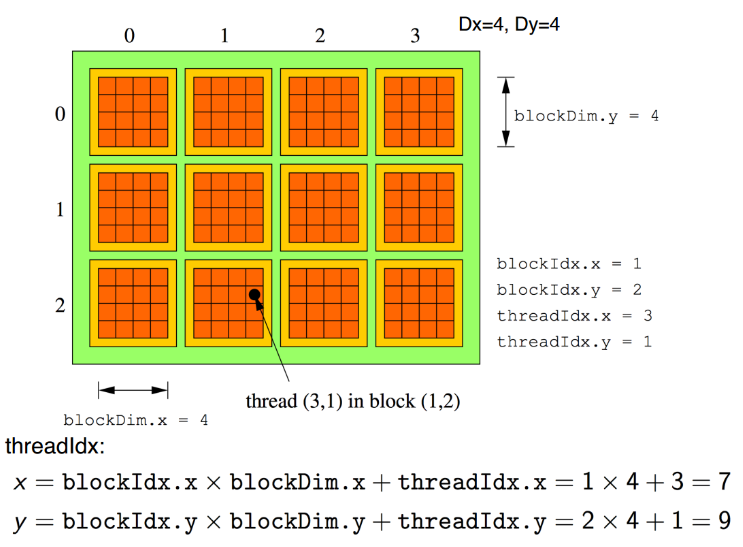 Dx=4, Dy=4
0 1 2 3
0
blockDim.y = 4
1
blockIdx.x = 1
blockIdx.y = 2
2
threadIdx.x = 3
threadIdx.y = 1
thread (3,1) in block (1,2)
blockDim.x = 4
threadIdx:
x = blockIdx.x × blockDim.x + threadIdx.x = 1 × 4 + 3 = 7
y = blockIdx.y × blockDim.y + threadIdx.y = 2 × 4 + 1 = 9